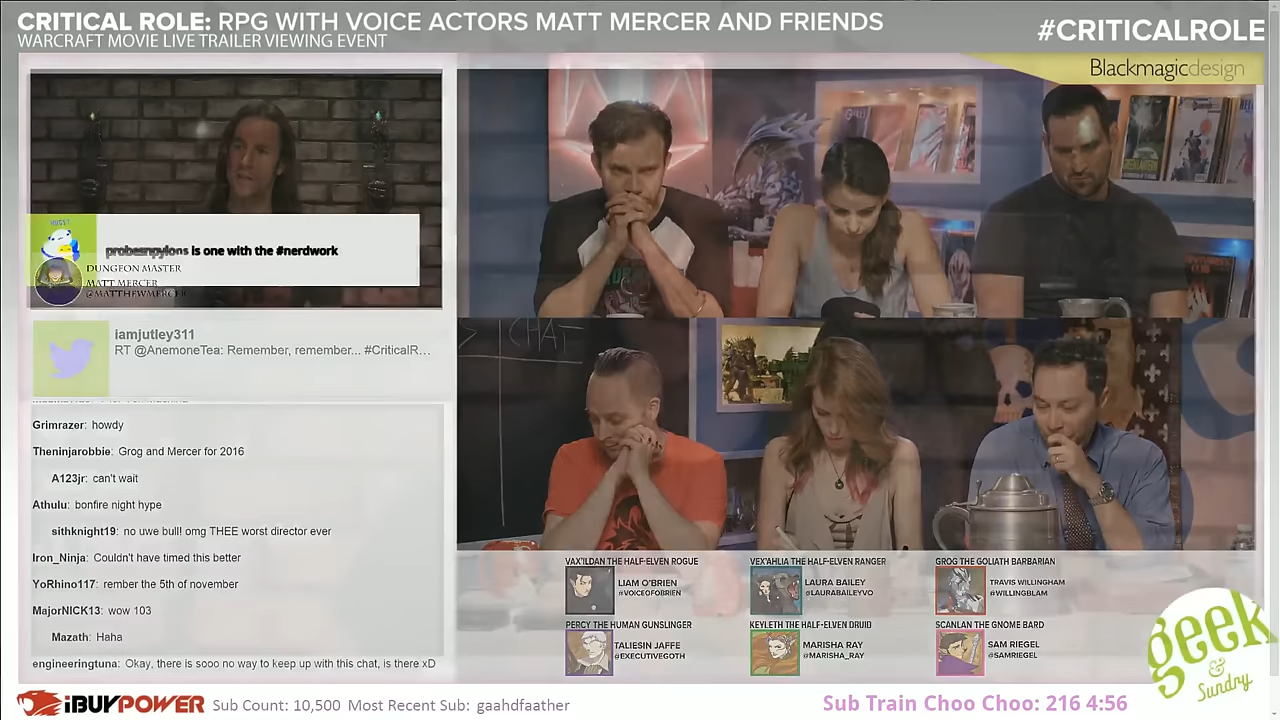 CRITICAL ROLE: RPG WITH VOICE ACTORS MATT MERCER AND FRIENDS
WARCRAFT MOVIE LIVE TRAILER VIEWING EVENT
#CRITICALROLE
Blackmagicdesign
probesnpylons is one with the #nerdwork
DUNGEON MASTER
MATT MERCER
@MATTHEWMERCER
iamjutley311
RT @AnemoneTea: Remember, remember... #CriticalR...
Grimrazer: howdy
Theninjarobbie: Grog and Mercer for 2016
A123jr: can't wait
Athulu: bonfire night hype
sithknight19: no uwe bull! omg THEE worst director ever
Iron_Ninja: Couldn't have timed this better
YoRhino117: rember the 5th of november
MajorNICK13: wow 103
Mazath: Haha
engineeringtuna: Okay, there is sooo no way to keep up with this chat, is there xD
CHAT
VAX'ILDAN THE HALF-ELVEN ROGUE
LIAM O'BRIEN
@VOICEOFOBRIEN
VEX'AHLIA THE HALF-ELVEN RANGER
LAURA BAILEY
@LAURABAILEYVO
GROG THE GOLIATH BARBARIAN
TRAVIS WILLINGHAM
@WILLINGBLAM
PERCY THE HUMAN GUNSLINGER
TALIESIN JAFFE
@EXECUTIVEGOTH
KEYLETH THE HALF-ELVEN DRUID
MARISHA RAY
@MARISHA_RAY
SCANLAN THE GNOME BARD
SAM RIEGEL
@SAMRIEGEL
geek
&
Sundry
iBUYPOWER
Sub Count: 10,500 Most Recent Sub: gaahdfaather
Sub Train Choo Choo: 216 4:56